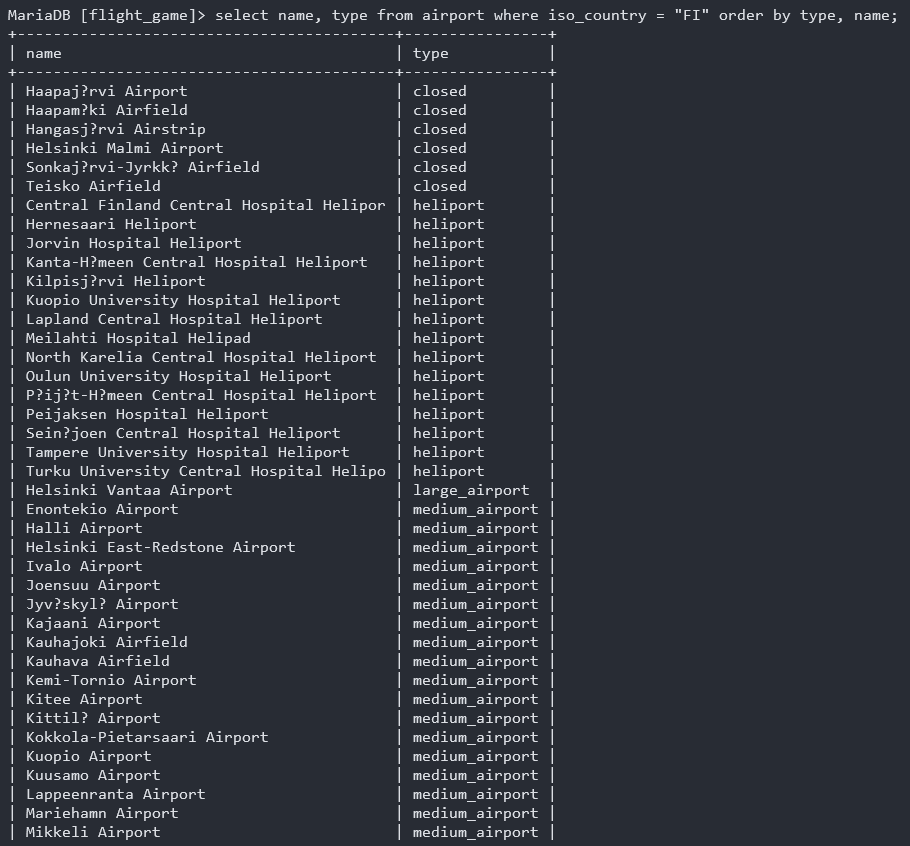 MariaDB [flight_game]> select name, type from airport where iso_country = "FI" order by type, name;
+------------------------------------------+----------------+
| name                                     | type           |
+------------------------------------------+----------------+
| Haapaj?rvi Airport                       | closed         |
| Haapam?ki Airfield                       | closed         |
| Hangasj?rvi Airstrip                     | closed         |
| Helsinki Malmi Airport                   | closed         |
| Sonkaj?rvi-Jyrkk? Airfield               | closed         |
| Teisko Airfield                          | closed         |
| Central Finland Central Hospital Helipor | heliport       |
| Hernesaari Heliport                      | heliport       |
| Jorvin Hospital Heliport                 | heliport       |
| Kanta-H?meen Central Hospital Heliport   | heliport       |
| Kilpisj?rvi Heliport                     | heliport       |
| Kuopio University Hospital Heliport      | heliport       |
| Lapland Central Hospital Heliport        | heliport       |
| Meilahti Hospital Helipad                | heliport       |
| North Karelia Central Hospital Heliport  | heliport       |
| Oulun University Hospital Heliport       | heliport       |
| P?ij?t-H?meen Central Hospital Heliport  | heliport       |
| Peijaksen Hospital Heliport              | heliport       |
| Sein?joen Central Hospital Heliport      | heliport       |
| Tampere University Hospital Heliport     | heliport       |
| Turku University Central Hospital Helipo | heliport       |
| Helsinki Vantaa Airport                  | large_airport  |
| Enontekio Airport                        | medium_airport |
| Halli Airport                            | medium_airport |
| Helsinki East-Redstone Airport           | medium_airport |
| Ivalo Airport                            | medium_airport |
| Joensuu Airport                          | medium_airport |
| Jyv?skyl? Airport                        | medium_airport |
| Kajaani Airport                          | medium_airport |
| Kauhajoki Airfield                       | medium_airport |
| Kauhava Airfield                         | medium_airport |
| Kemi-Tornio Airport                      | medium_airport |
| Kitee Airport                            | medium_airport |
| Kittil? Airport                          | medium_airport |
| Kokkola-Pietarsaari Airport              | medium_airport |
| Kuopio Airport                           | medium_airport |
| Kuusamo Airport                          | medium_airport |
| Lappeenranta Airport                     | medium_airport |
| Mariehamn Airport                        | medium_airport |
| Mikkeli Airport                          | medium_airport |